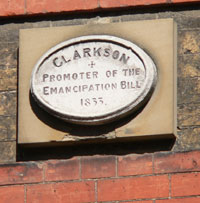 CLARKSON
+
PROMOTER OF THE
EMANCIPATION BILL
1833.